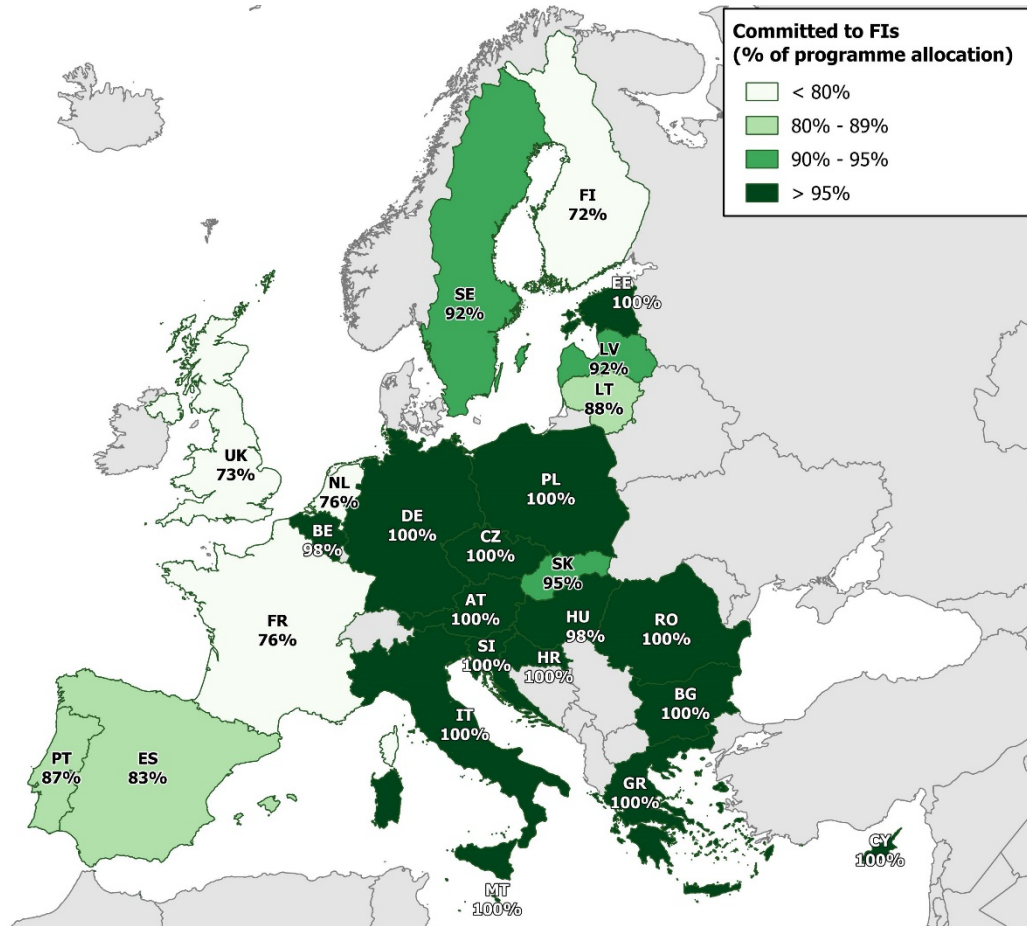 Committed to FIs
(% of programme allocation)
< 80%
80% - 89%
90% - 95%
> 95%
FI
72%
SE
92%
EE
100%
LV
92%
LT
88%
UK
73%
NL
76%
BE
98%
DE
100%
PL
100%
CZ
100%
SK
95%
AT
100%
HU
98%
RO
100%
FR
76%
SI
100%
HR
100%
BG
100%
IT
100%
PT
87%
ES
83%
GR
100%
CY
100%
MT
100%